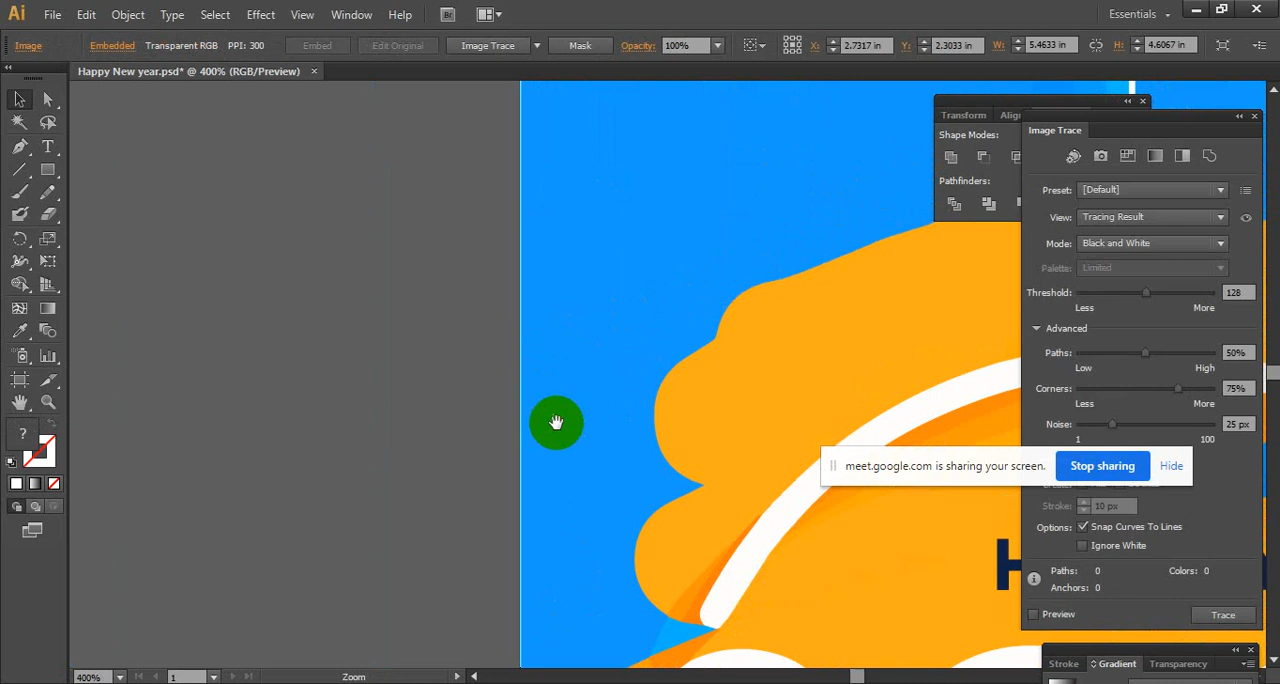 Ai File Edit Object Type Select Effect View Window Help Br Essentials
Image Embedded Transparent RGB PPI: 300 Embed Edit Original Image Trace Mask Opacity: 100% X: 2.7317 in Y: 2.3033 in W: 5.4633 in H: 4.6067 in
Happy New year.psd* @ 400% (RGB/Preview)
Transform Align
Shape Modes:
Pathfinders:
Image Trace
Preset: [Default]
View: Tracing Result
Mode: Black and White
Palette: Limited
Threshold: 128
Less More
Advanced
Paths: 50%
Low High
Corners: 75%
Less More
Noise: 25 px
1 100
meet.google.com is sharing your screen. Stop sharing Hide
Stroke: 10 px
Options: Snap Curves To Lines
Ignore White
Paths: 0 Colors: 0
Anchors: 0
Preview Trace
H
?
Stroke Gradient Transparency
400% 1 Zoom